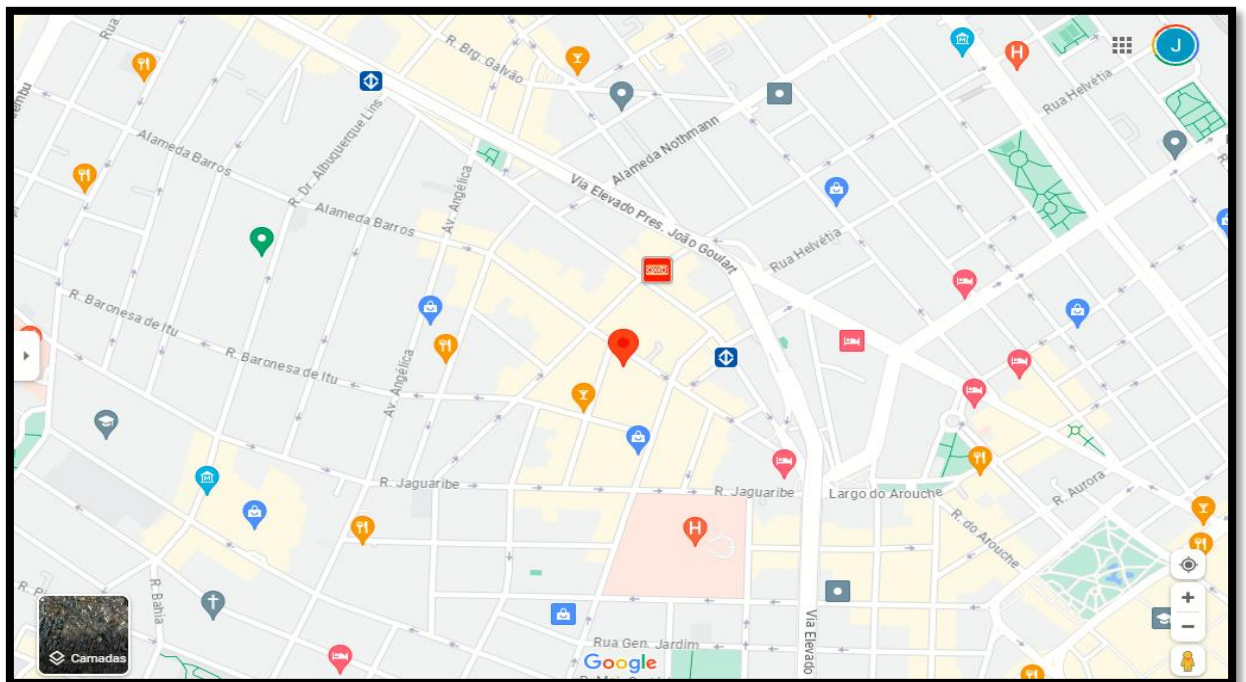 Rua
R. Brg. Galvão
J
H
Rua Helvétia
Alameda Barros
R. Dr. Albuquerque Lins
Av. Angélica
Alameda Nothmann
Via Elevado Pres. João Goulart
Alameda Barros
Rua Helvétia
R. Baronesa de Itu
R. Baronesa de Itu
Av. Angélica
R. Jaguaribe
R. Jaguaribe
Largo do Arouche
R. Aurora
H
R. do Arouche
R. Bahia
Via Elevado
Rua Gen. Jardim
Camadas
Google